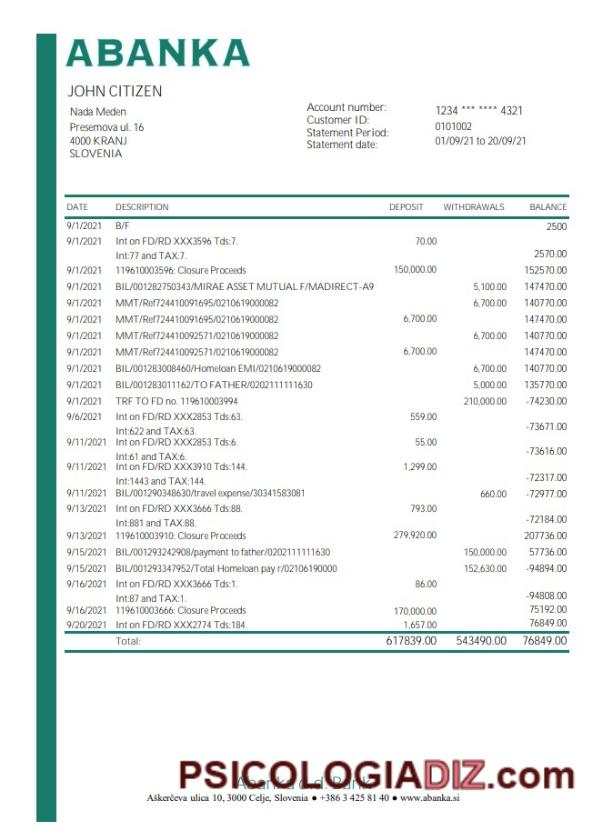 ABANKA
JOHN CITIZEN
Nada Meden
Presernova ul. 16
4000 KRANJ
SLOVENIA
Account number: 1234 *** **** 4321
Customer ID: 0101002
Statement Period: 01/09/21 to 20/09/21
Statement date:
DATE DESCRIPTION DEPOSIT WITHDRAWALS BALANCE
9/1/2021 B/F 2500
9/1/2021 Int on FD/RD XXX3596 Tds:7. 70.00
Int:77 and TAX:7. 2570.00
9/1/2021 119610003596: Closure Proceeds 150,000.00 152570.00
9/1/2021 BIL/001282750343/MIRAE ASSET MUTUAL F/MADIRECT-A9 5,100.00 147470.00
9/1/2021 MMT/Ref724410091695/0210619000082 6,700.00 140770.00
9/1/2021 MMT/Ref724410091695/0210619000082 6,700.00 147470.00
9/1/2021 MMT/Ref724410092571/0210619000082 6,700.00 140770.00
9/1/2021 MMT/Ref724410092571/0210619000082 6,700.00 147470.00
9/1/2021 BIL/001283008460/Homeloan EMI/0210619000082 6,700.00 140770.00
9/1/2021 BIL/001283011162/TO FATHER/0202111111630 5,000.00 135770.00
9/1/2021 TRF TO FD no. 119610003994 210,000.00 -74230.00
9/6/2021 Int on FD/RD XXX2853 Tds:63. 559.00
Int:622 and TAX:63. -73671.00
9/11/2021 Int on FD/RD XXX2853 Tds:6. 55.00
Int:61 and TAX:6. -73616.00
9/11/2021 Int on FD/RD XXX3910 Tds:144. 1,299.00
Int:1443 and TAX:144. -72317.00
9/11/2021 BIL/001290348630/travel expense/30341583081 660.00 -72977.00
9/13/2021 Int on FD/RD XXX3666 Tds:88. 793.00
Int:881 and TAX:88. -72184.00
9/13/2021 119610003910: Closure Proceeds 279,920.00 207736.00
9/15/2021 BIL/001293242908/payment to father/0202111111630 150,000.00 57736.00
9/15/2021 BIL/001293347952/Total Homeloan pay r/02106190000 152,630.00 -94894.00
9/16/2021 Int on FD/RD XXX3666 Tds:1. 86.00
Int:87 and TAX:1. -94808.00
9/16/2021 119610003666: Closure Proceeds 170,000.00 75192.00
9/20/2021 Int on FD/RD XXX2774 Tds:184. 1,657.00 76849.00
Total: 617839.00 543490.00 76849.00
PSICOLOGIADIZ.com
Abanka d.d. Bank
Aškerčeva ulica 10, 3000 Celje, Slovenia ● +386 3 425 81 40 ● www.abanka.si